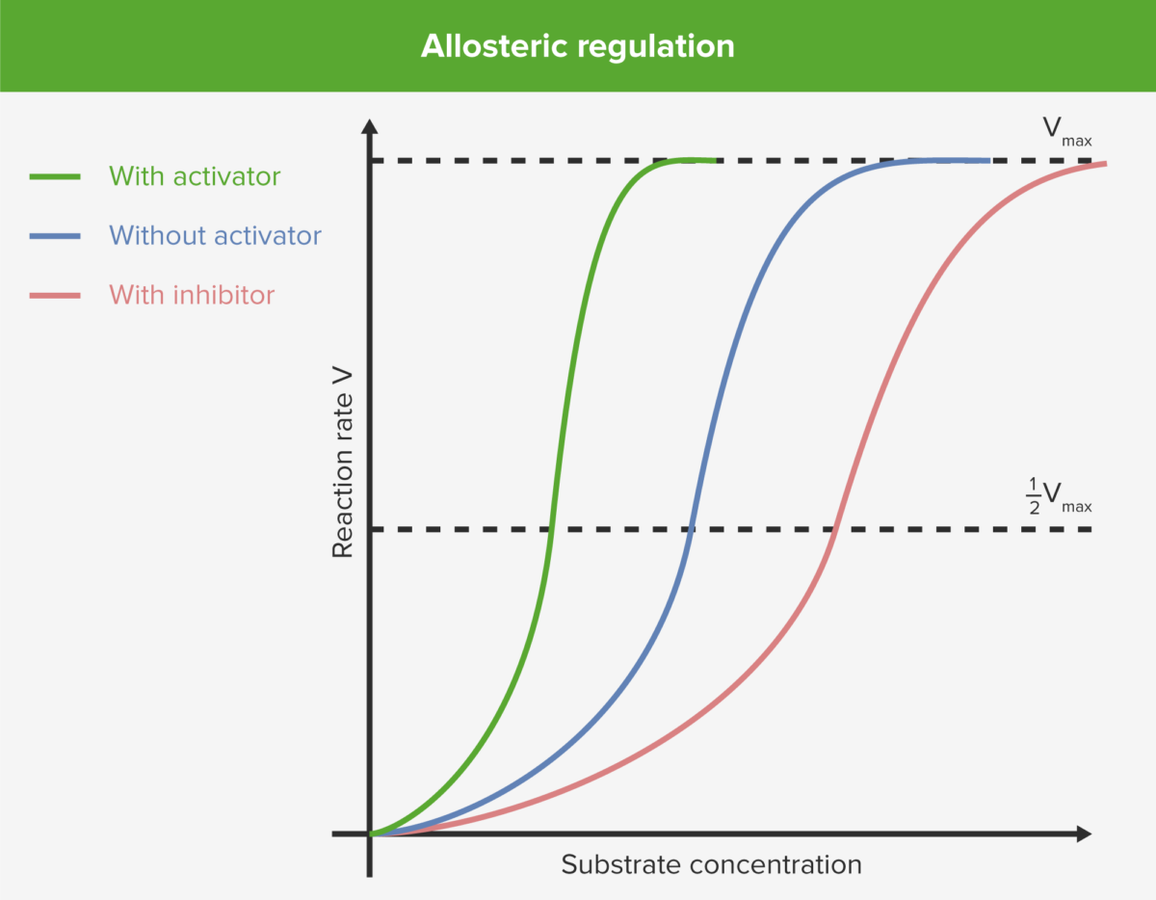 Allosteric regulation
With activator
Without activator
With inhibitor
Reaction rate V
Vmax
½Vmax
Substrate concentration